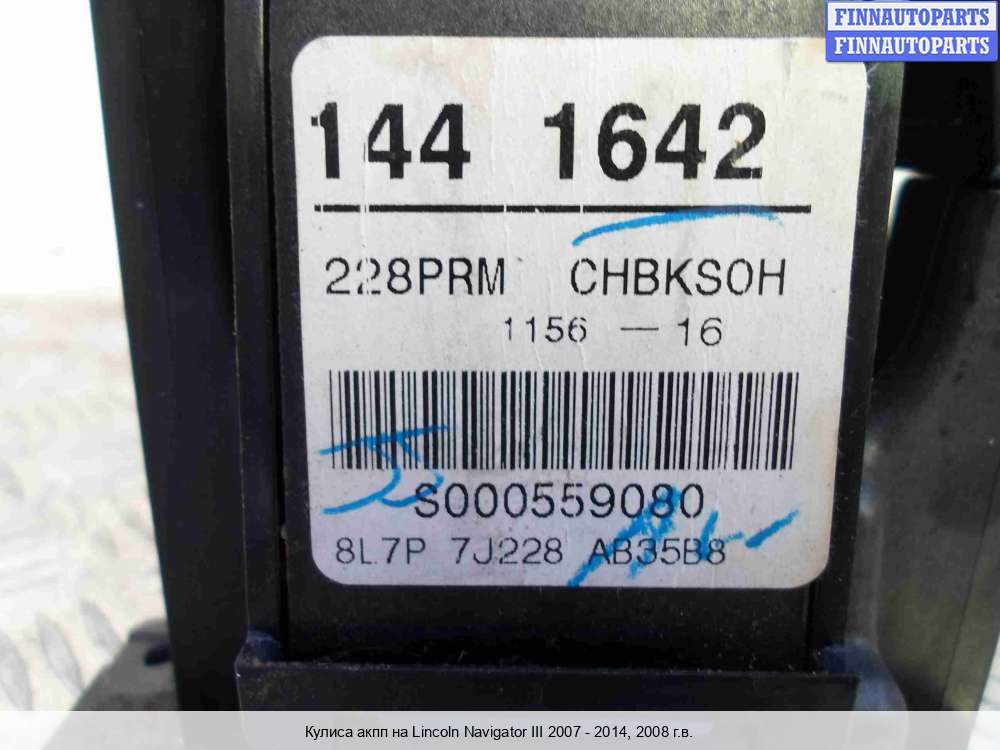 FINNAUTOPARTS
FINNAUTOPARTS
144 1642
228PRM CHBKSOH
1156 — 16
S000559080
8L7P 7J228 AB35B8
Кулиса акпп на Lincoln Navigator III 2007 - 2014, 2008 г.в.